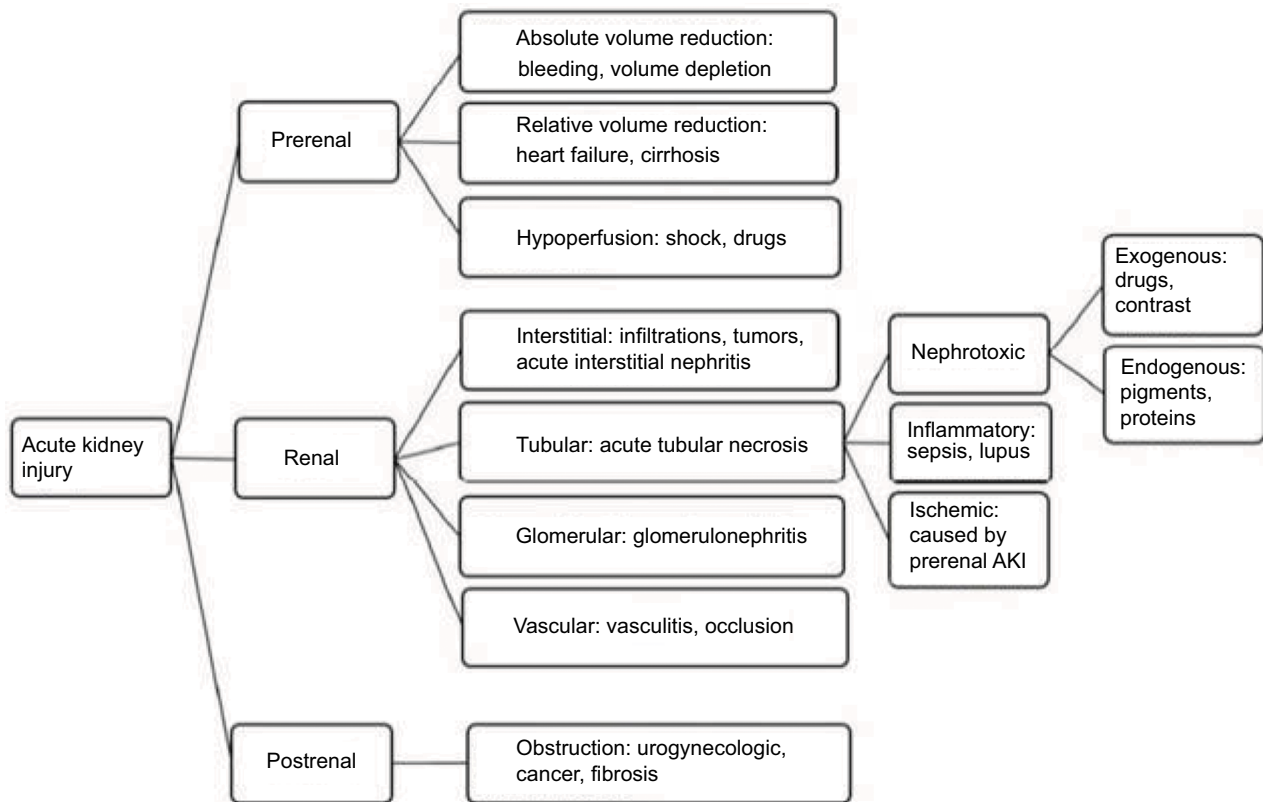 Acute kidney
injury
Prerenal
Absolute volume reduction:
bleeding, volume depletion
Relative volume reduction:
heart failure, cirrhosis
Hypoperfusion: shock, drugs
Renal
Interstitial: infiltrations, tumors,
acute interstitial nephritis
Tubular: acute tubular necrosis
Nephrotoxic
Exogenous:
drugs,
contrast
Endogenous:
pigments,
proteins
Inflammatory:
sepsis, lupus
Ischemic:
caused by
prerenal AKI
Glomerular: glomerulonephritis
Vascular: vasculitis, occlusion
Postrenal
Obstruction: urogynecologic,
cancer, fibrosis